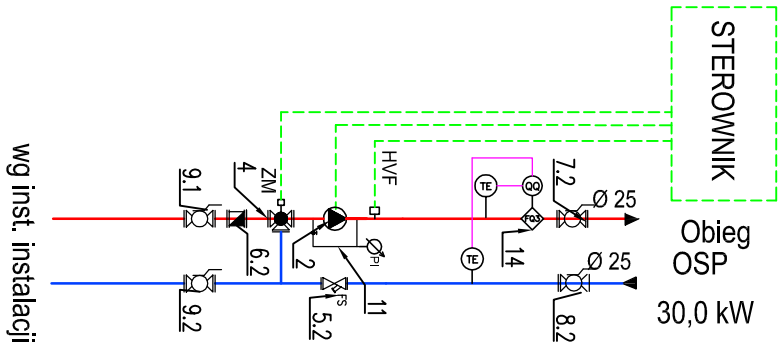 STEROWNIK
HVF
ZM
4
9.1
6.2
2
PI
11
TE
QQ
FQ3
14
7.2
Ø 25
Obieg
OSP
30,0 kW
wg inst. instalacji
9.2
FS
5.2
TE
Ø 25
8.2